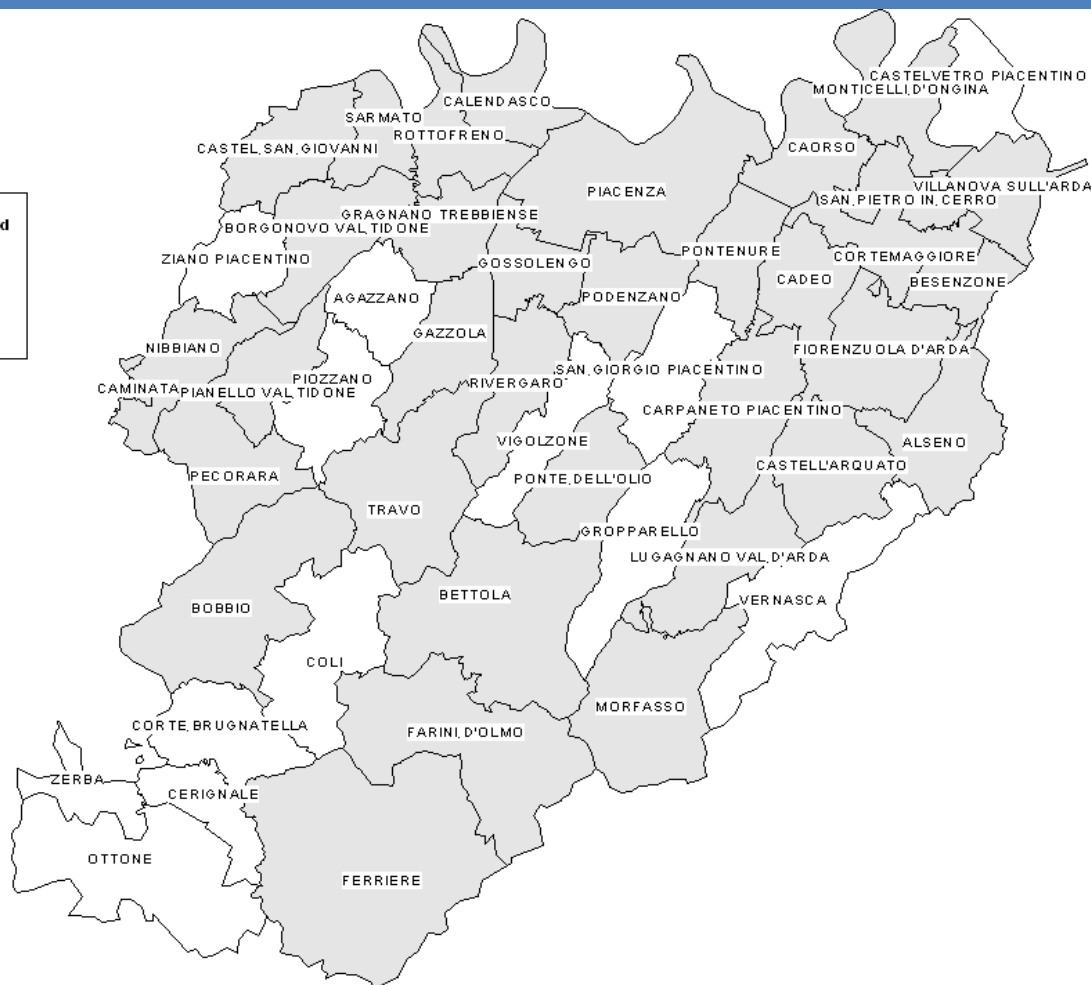 CASTELVETRO PIACENTINO
MONTICELLI D'ONGINA
CALENDASCO
SARMATO
ROTTOFRENO
CASTEL SAN GIOVANNI
CAORSO
PIACENZA
VILLANOVA SULL'ARDA
SAN PIETRO IN CERRO
d
GRAGNANO TREBBIENSE
BORGONOVO VAL TIDONE
ZIANO PIACENTINO
GOSSOLENGO
PONTENURE
CORTEMAGGIORE
CADEO
BESENZONE
AGAZZANO
PODENZANO
GAZZOLA
NIBBIANO
FIORENZUOLA D'ARDA
SAN GIORGIO PIACENTINO
PIOZZANO
RIVERGARO
CAMINATA
PIANELLO VAL TIDONE
CARPANETO PIACENTINO
VIGOLZONE
ALSENO
CASTELL'ARQUATO
PECORARA
PONTE DELL'OLIO
TRAVO
GROPPARELLO
LUGAGNANO VAL D'ARDA
BETTOLA
VERNASCA
BOBBIO
COLI
MORFASSO
CORTE BRUGNATELLA
FARINI D'OLMO
ZERBA
CERIGNALE
OTTONE
FERRIERE